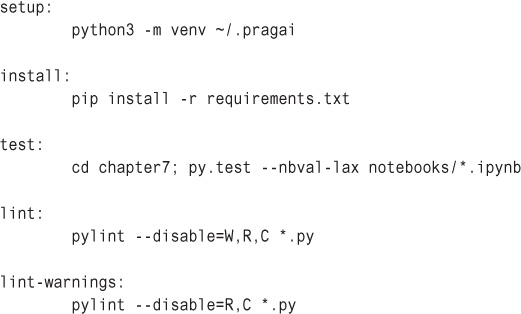 setup:
        python3 -m venv ~/.pragai

install:
        pip install -r requirements.txt

test:
        cd chapter7; py.test --nbval-lax notebooks/*.ipynb

lint:
        pylint --disable=W,R,C *.py

lint-warnings:
        pylint --disable=R,C *.py